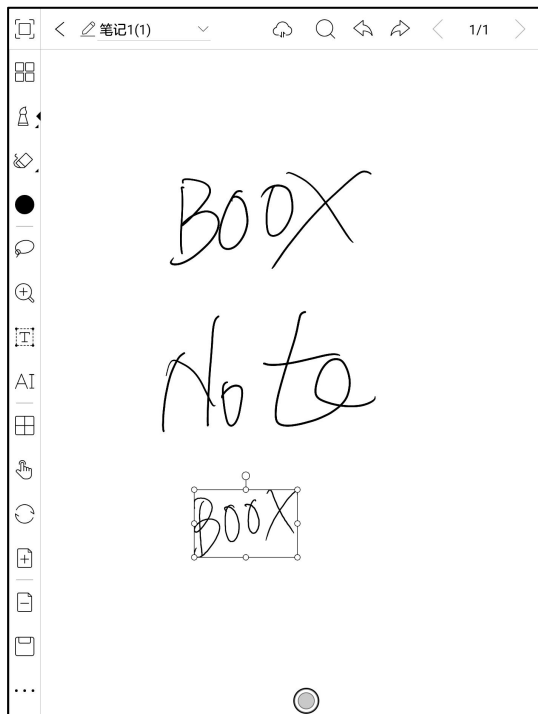 笔记1(1)
1/1
T
AI
BOOX
Note
BOOX